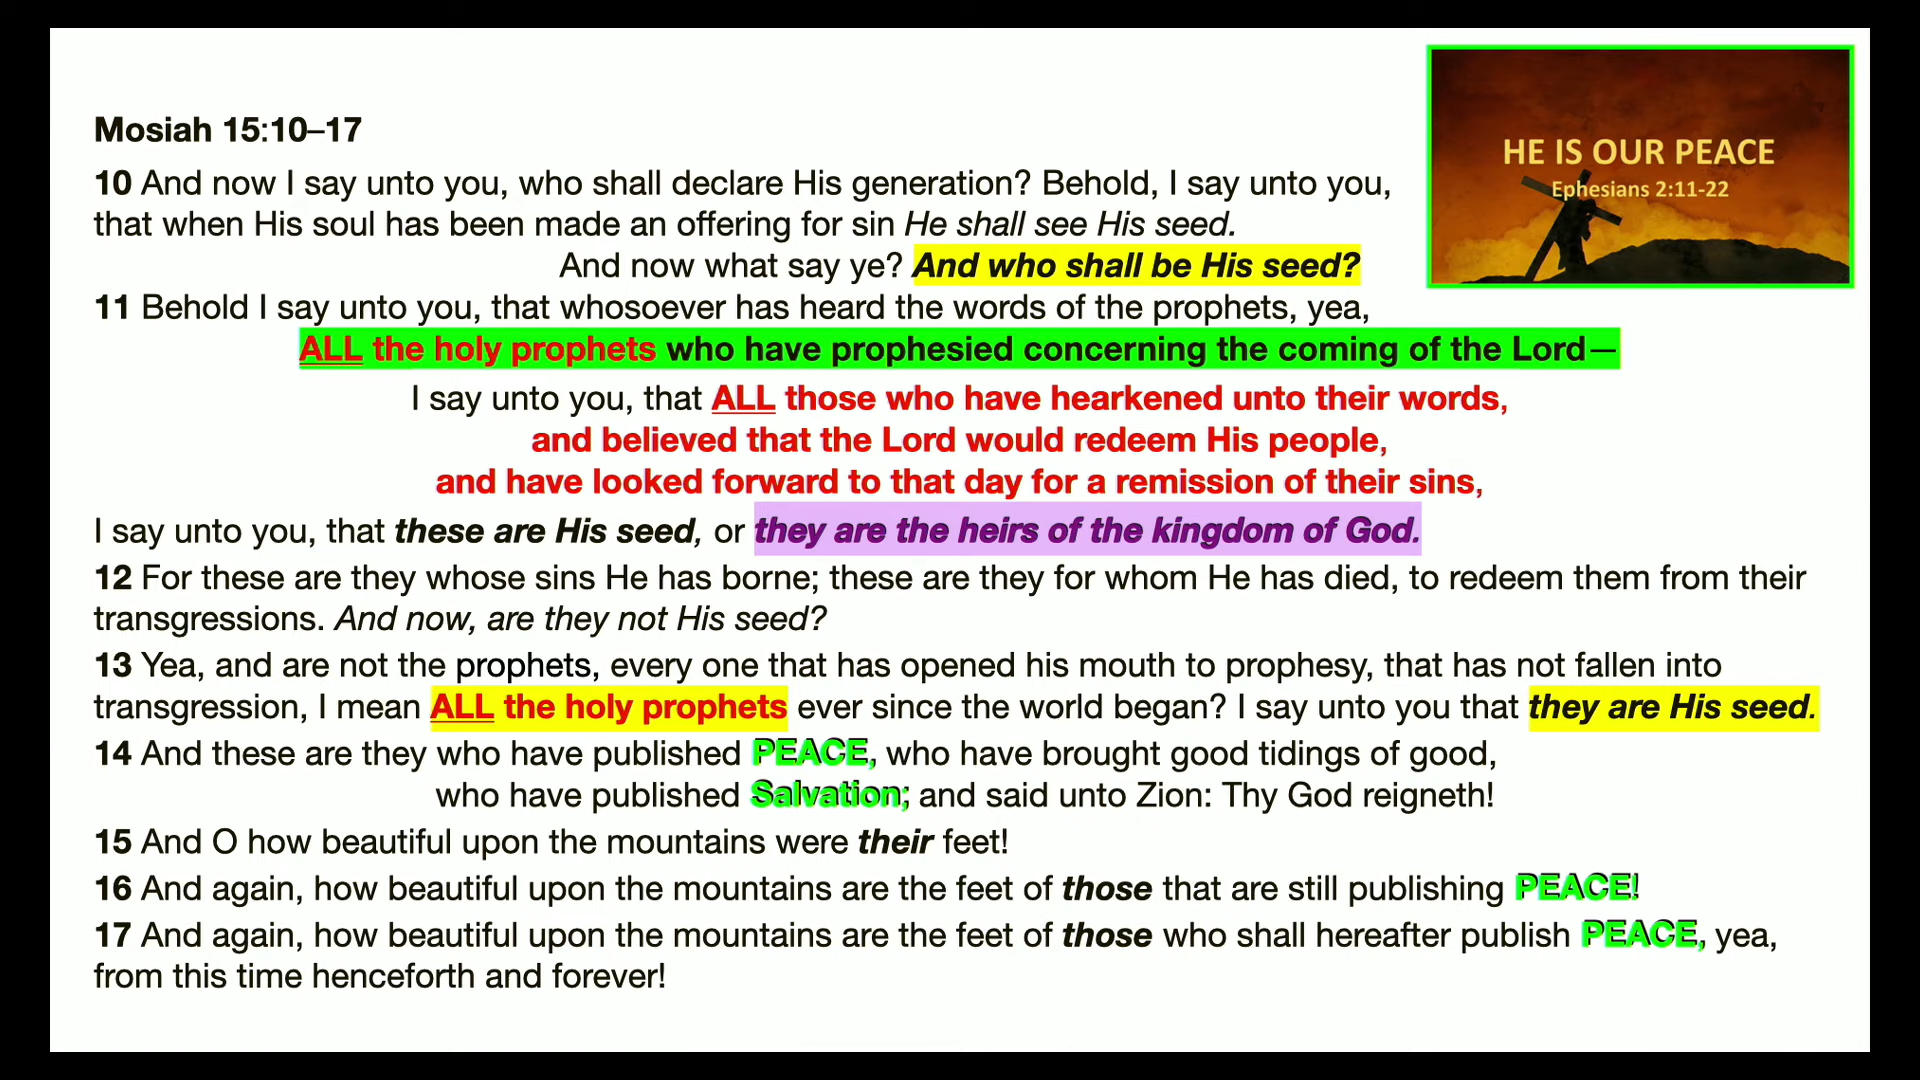 Mosiah 15:10–17
HE IS OUR PEACE
Ephesians 2:11-22
10 And now I say unto you, who shall declare His generation? Behold, I say unto you,
that when His soul has been made an offering for sin He shall see His seed.
And now what say ye? And who shall be His seed?
11 Behold I say unto you, that whosoever has heard the words of the prophets, yea,
ALL the holy prophets who have prophesied concerning the coming of the Lord—
I say unto you, that ALL those who have hearkened unto their words,
and believed that the Lord would redeem His people,
and have looked forward to that day for a remission of their sins,
I say unto you, that these are His seed, or they are the heirs of the kingdom of God.
12 For these are they whose sins He has borne; these are they for whom He has died, to redeem them from their
transgressions. And now, are they not His seed?
13 Yea, and are not the prophets, every one that has opened his mouth to prophesy, that has not fallen into
transgression, I mean ALL the holy prophets ever since the world began? I say unto you that they are His seed.
14 And these are they who have published PEACE, who have brought good tidings of good,
who have published Salvation; and said unto Zion: Thy God reigneth!
15 And O how beautiful upon the mountains were their feet!
16 And again, how beautiful upon the mountains are the feet of those that are still publishing PEACE!
17 And again, how beautiful upon the mountains are the feet of those who shall hereafter publish PEACE, yea,
from this time henceforth and forever!